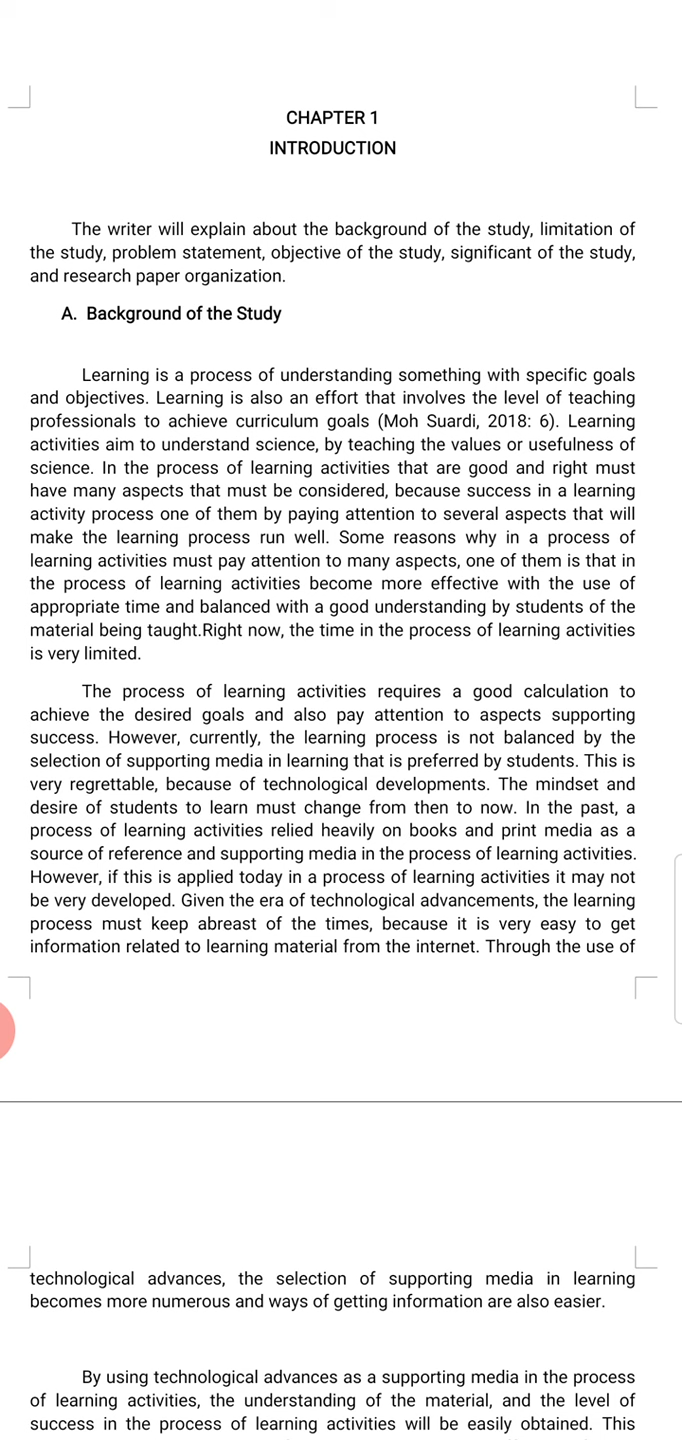 CHAPTER 1
INTRODUCTION
The writer will explain about the background of the study, limitation of
the study, problem statement, objective of the study, significant of the study,
and research paper organization.
A. Background of the Study
Learning is a process of understanding something with specific goals
and objectives. Learning is also an effort that involves the level of teaching
professionals to achieve curriculum goals (Moh Suardi, 2018: 6). Learning
activities aim to understand science, by teaching the values or usefulness of
science. In the process of learning activities that are good and right must
have many aspects that must be considered, because success in a learning
activity process one of them by paying attention to several aspects that will
make the learning process run well. Some reasons why in a process of
learning activities must pay attention to many aspects, one of them is that in
the process of learning activities become more effective with the use of
appropriate time and balanced with a good understanding by students of the
material being taught.Right now, the time in the process of learning activities
is very limited.
The process of learning activities requires a good calculation to
achieve the desired goals and also pay attention to aspects supporting
success. However, currently, the learning process is not balanced by the
selection of supporting media in learning that is preferred by students. This is
very regrettable, because of technological developments. The mindset and
desire of students to learn must change from then to now. In the past, a
process of learning activities relied heavily on books and print media as a
source of reference and supporting media in the process of learning activities.
However, if this is applied today in a process of learning activities it may not
be very developed. Given the era of technological advancements, the learning
process must keep abreast of the times, because it is very easy to get
information related to learning material from the internet. Through the use of
technological advances, the selection of supporting media in learning
becomes more numerous and ways of getting information are also easier.
By using technological advances as a supporting media in the process
of learning activities, the understanding of the material, and the level of
success in the process of learning activities will be easily obtained. This